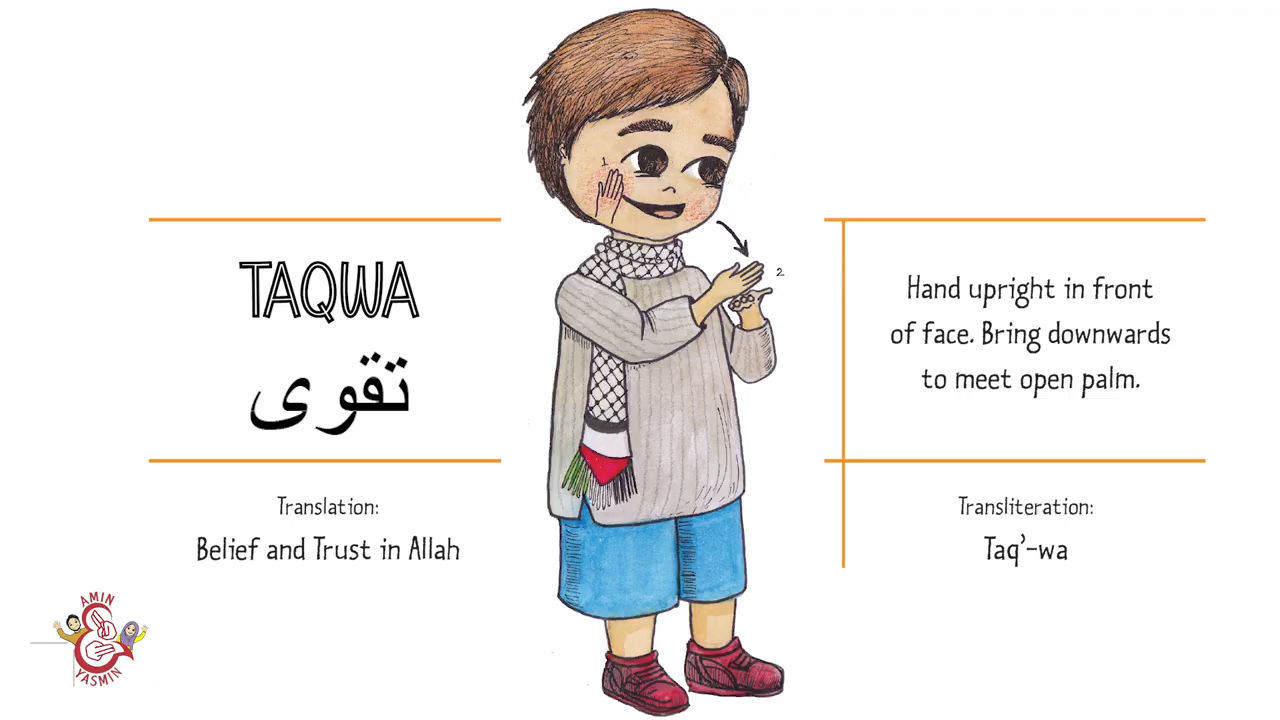 TAQWA
تقوى
Translation:
Belief and Trust in Allah
1
2
Hand upright in front
of face. Bring downwards
to meet open palm.
Transliteration:
Taq’-wa
AMIN
YASMIN